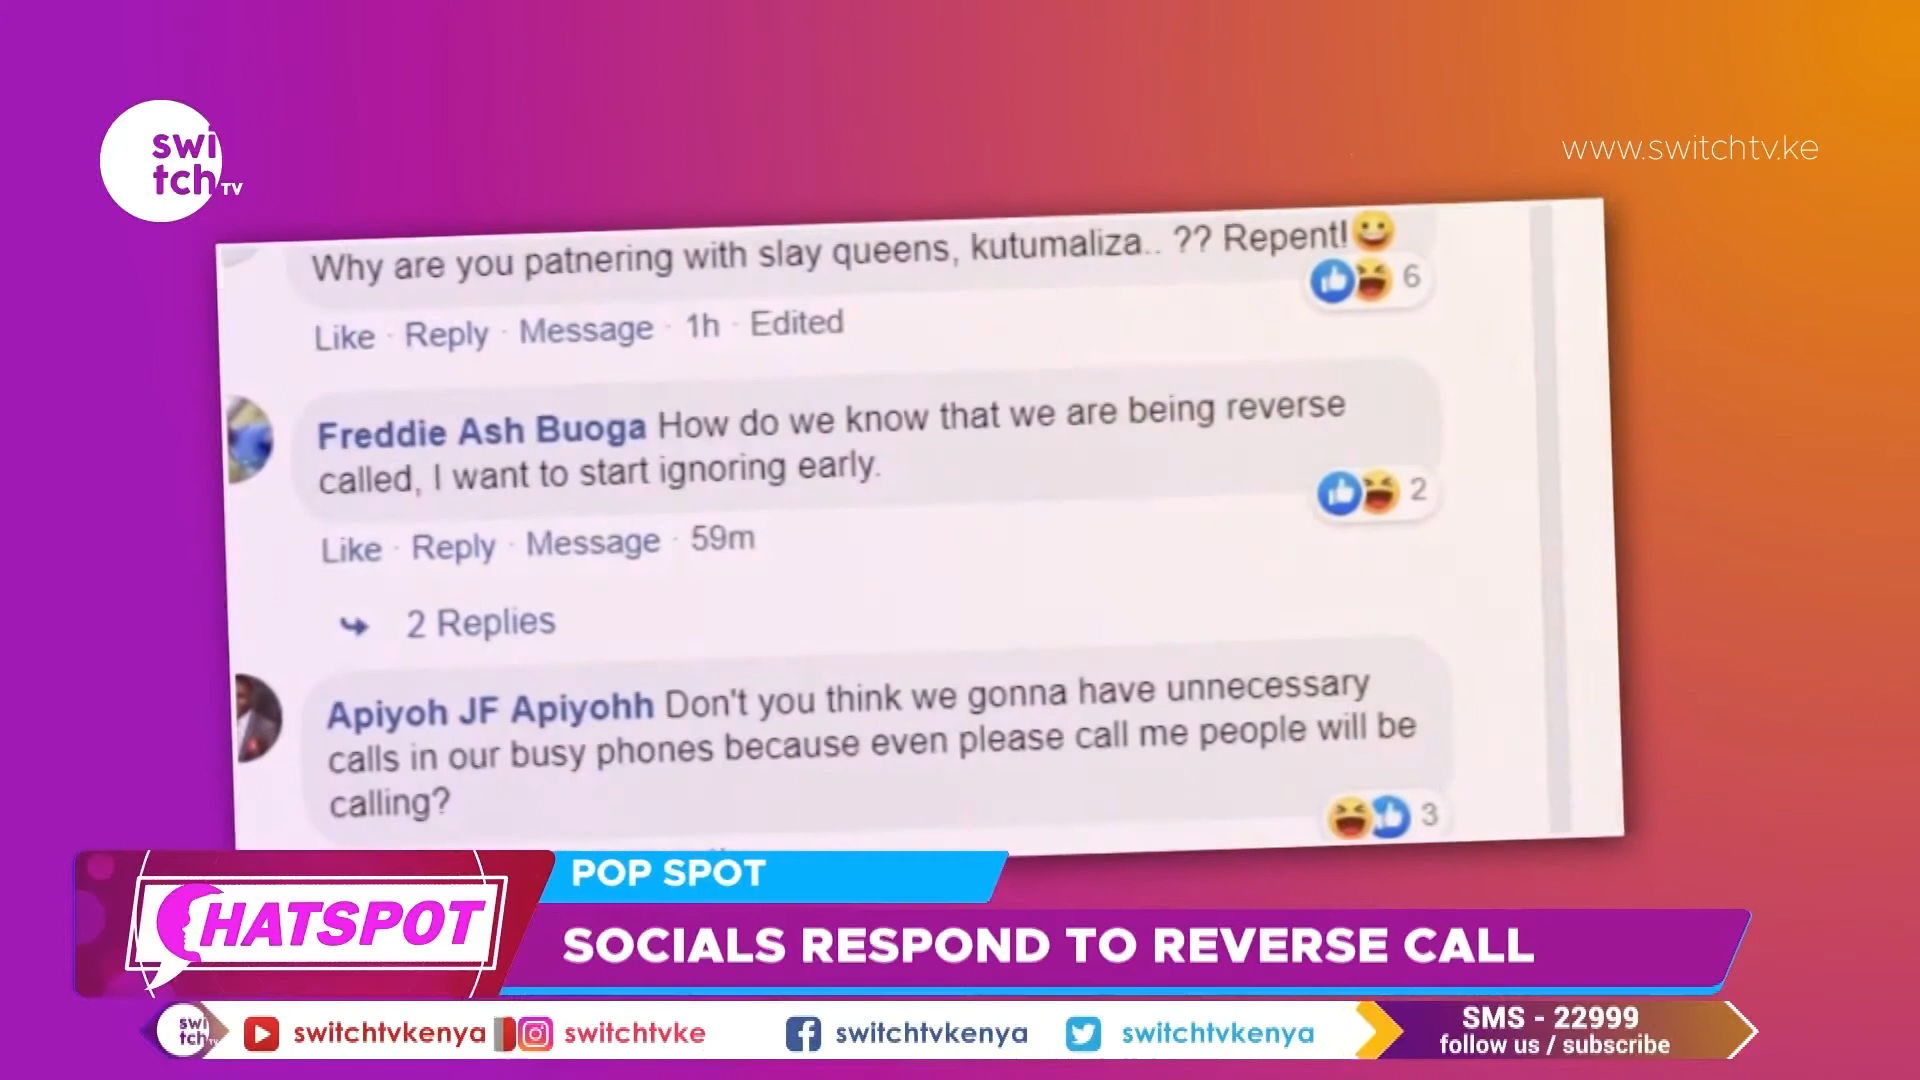 swi
tch TV
www.switchtv.ke
Why are you patnering with slay queens, kutumaliza.. ?? Repent!
6
Like · Reply · Message · 1h · Edited
Freddie Ash Buoga How do we know that we are being reverse
called, I want to start ignoring early.
2
Like · Reply · Message · 59m
2 Replies
Apiyoh JF Apiyohh Don't you think we gonna have unnecessary
calls in our busy phones because even please call me people will be
calling?
3
POP SPOT
CHATSPOT
SOCIALS RESPOND TO REVERSE CALL
swi
tch TV
switchtvkenya
switchtvke
switchtvkenya
switchtvkenya
SMS - 22999
follow us / subscribe